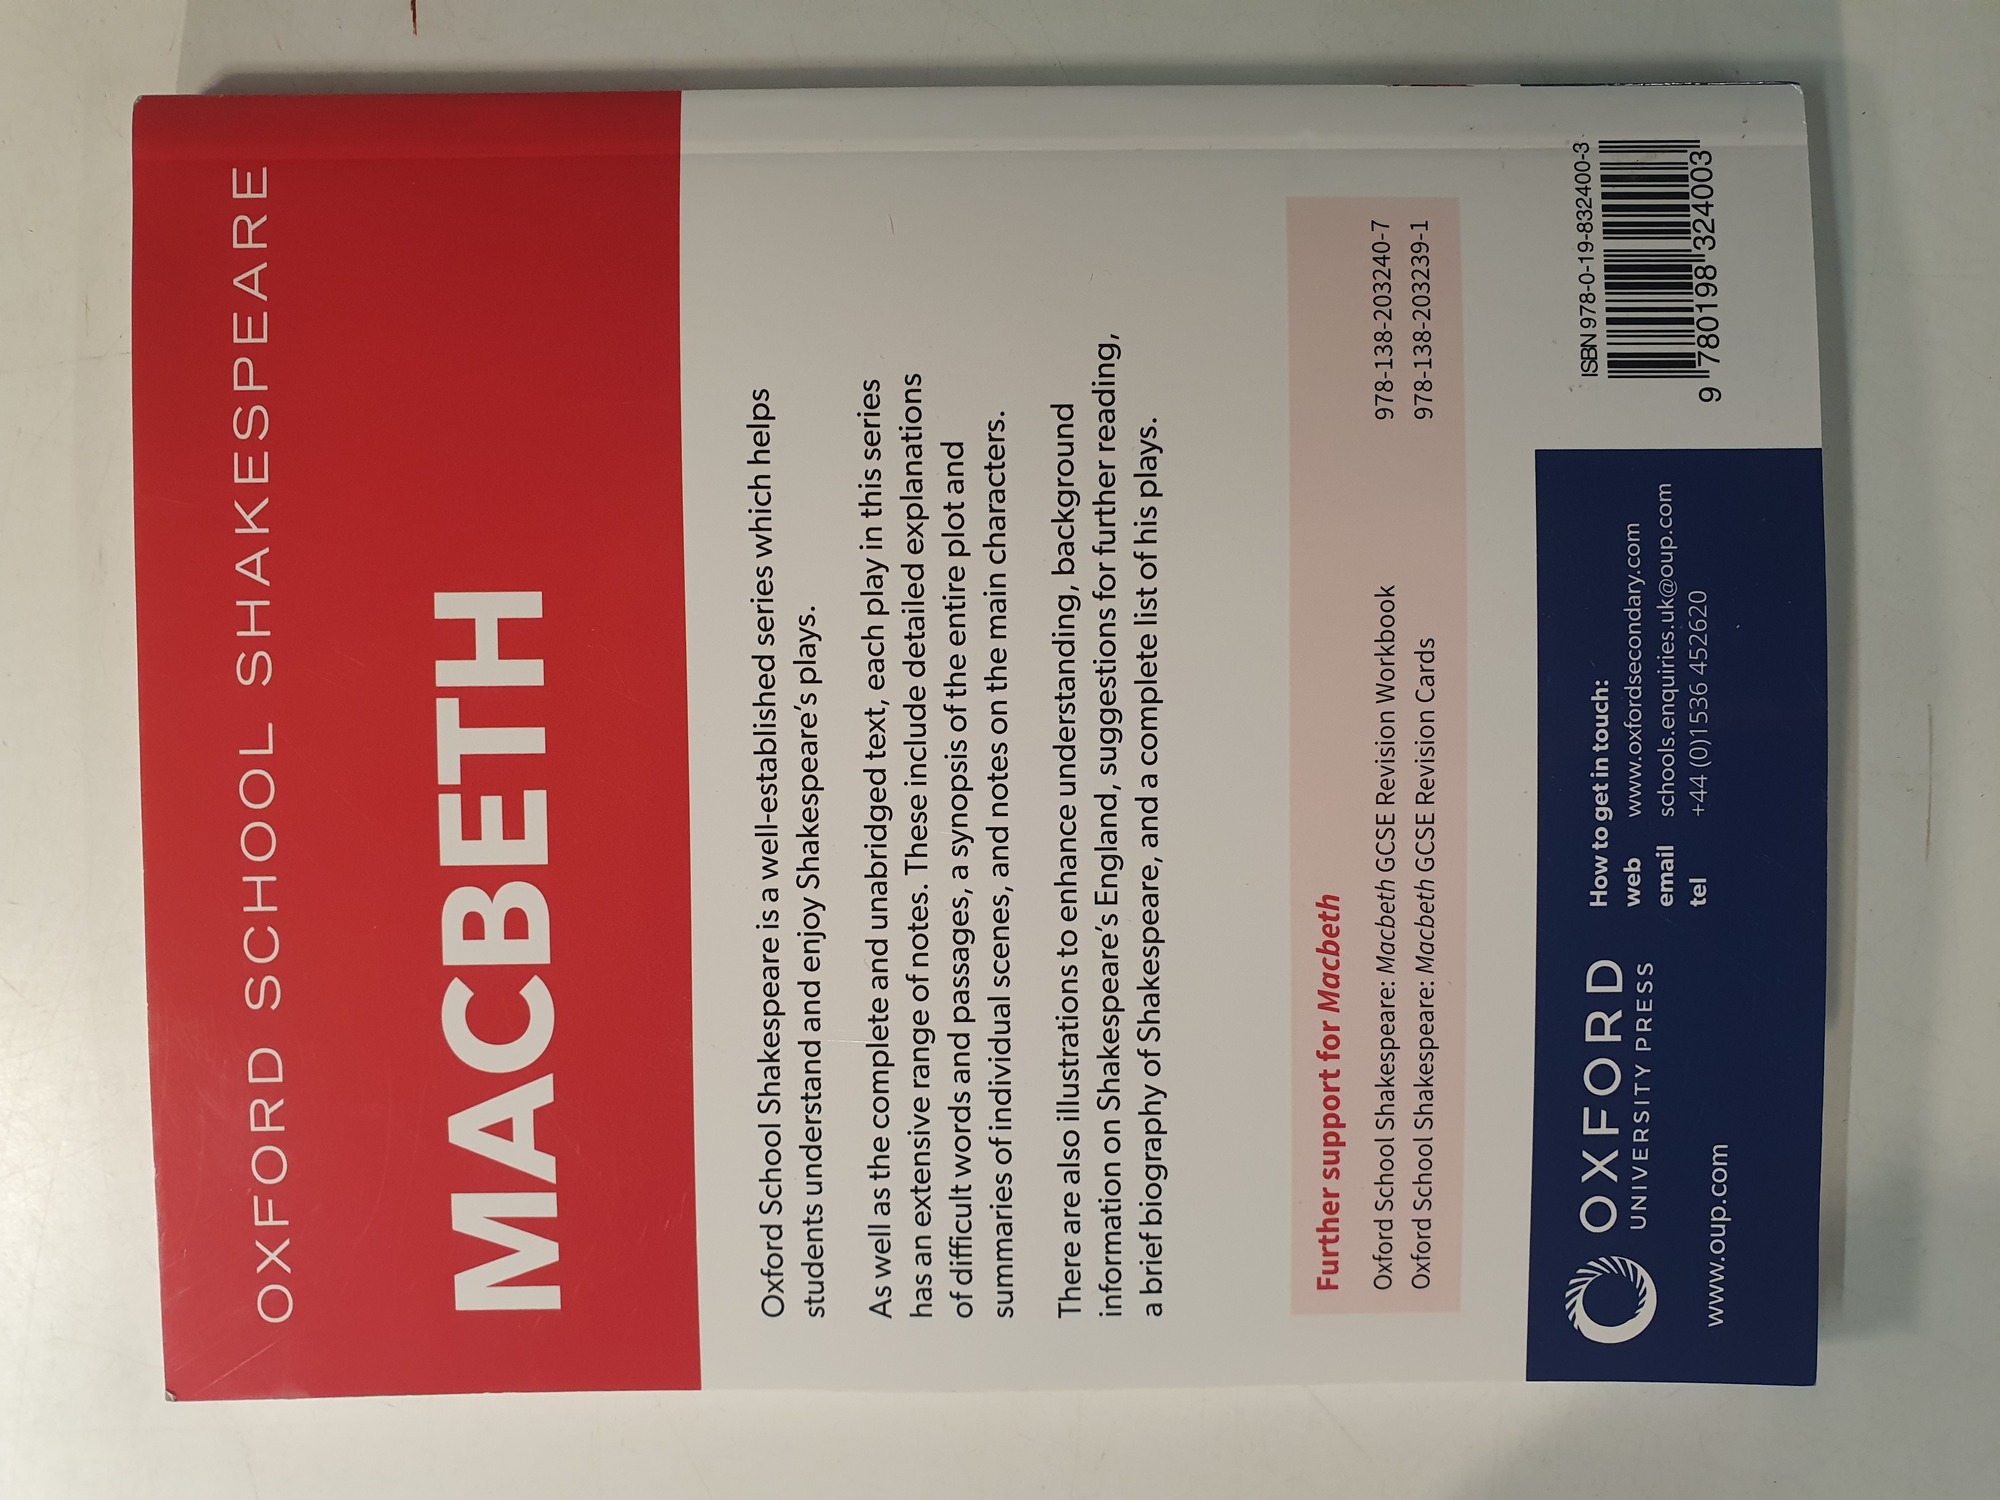 OXFORD SCHOOL SHAKESPEARE
MACBETH
Oxford School Shakespeare is a well-established series which helps
students understand and enjoy Shakespeare's plays.
As well as the complete and unabridged text, each play in this series
has an extensive range of notes. These include detailed explanations
of difficult words and passages, a synopsis of the entire plot and
summaries of individual scenes, and notes on the main characters.
There are also illustrations to enhance understanding, background
information on Shakespeare's England, suggestions for further reading,
a brief biography of Shakespeare, and a complete list of his plays.
Further support for Macbeth
Oxford School Shakespeare: Macbeth GCSE Revision Workbook 978-138-203240-7
Oxford School Shakespeare: Macbeth GCSE Revision Cards 978-138-203239-1
OXFORD
UNIVERSITY PRESS
www.oup.com
How to get in touch:
web www.oxfordsecondary.com
email schools.enquiries.uk@oup.com
tel +44 (0)1536 452620
ISBN 978-0-19-832400-3
9 780198 324003